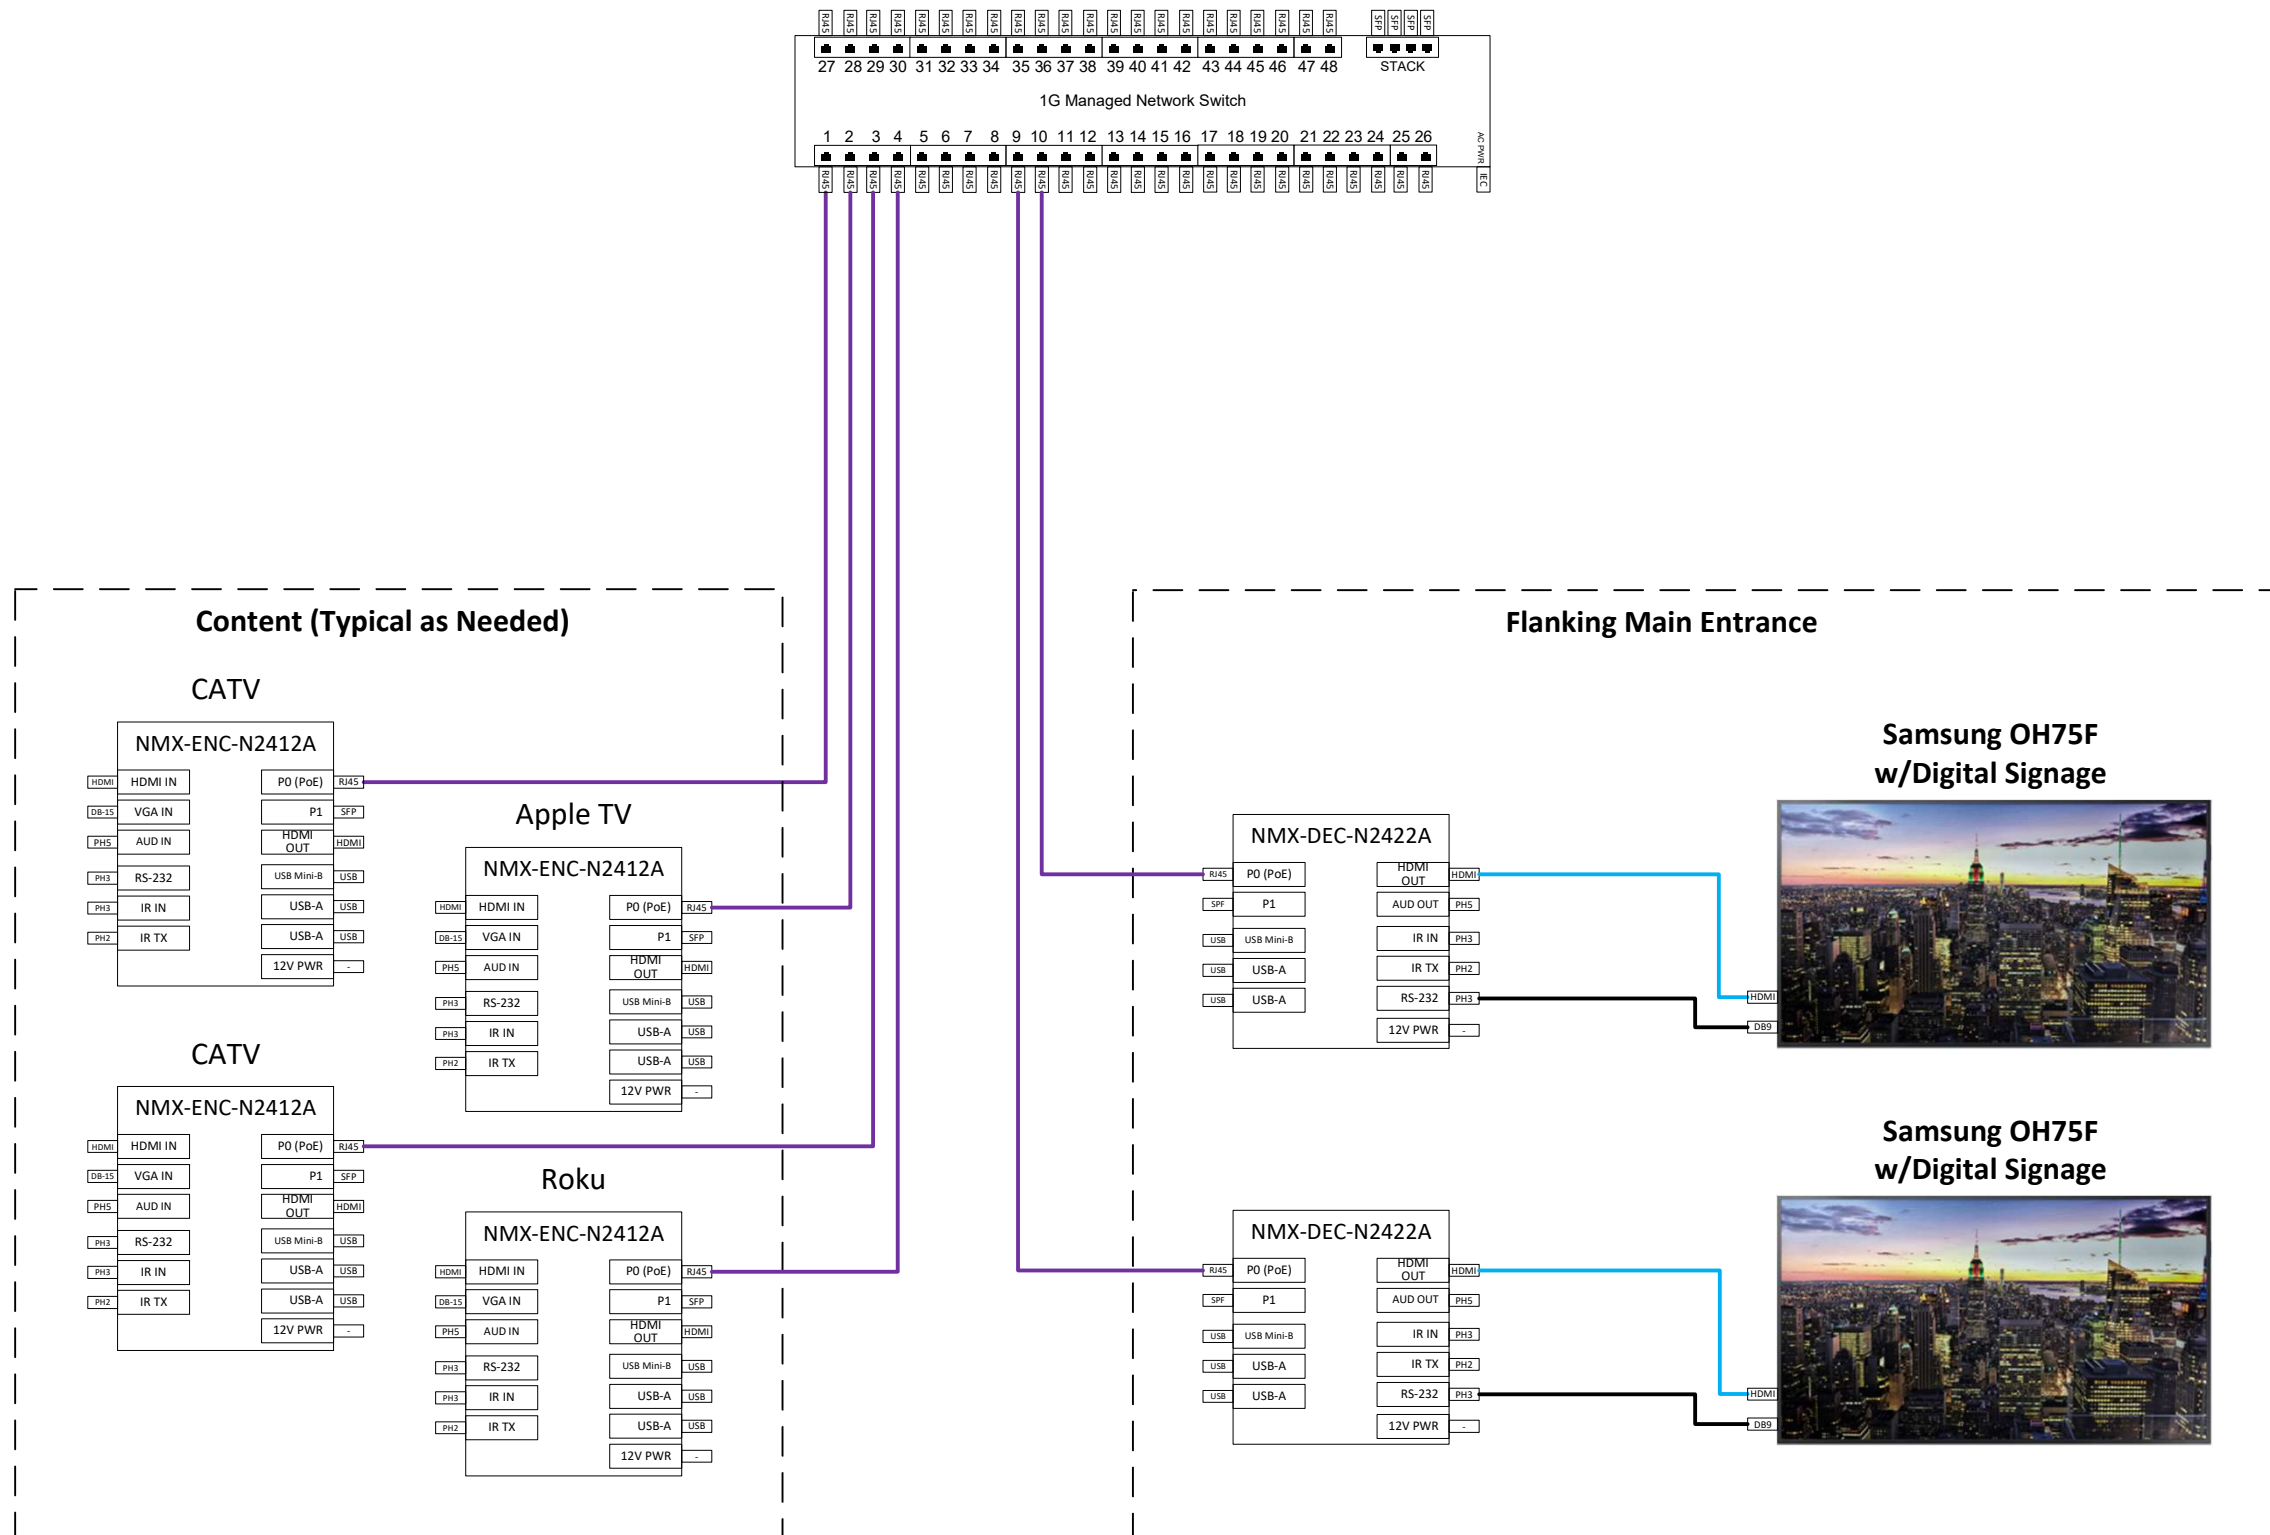 RJ45 RJ45 RJ45 RJ45 RJ45 RJ45 RJ45 RJ45 RJ45 RJ45 RJ45 RJ45 RJ45 RJ45 RJ45 RJ45 RJ45 RJ45 RJ45 RJ45 RJ45 RJ45 SFP SFP SFP SFP
27 28 29 30 31 32 33 34 35 36 37 38 39 40 41 42 43 44 45 46 47 48 STACK
1G Managed Network Switch
1 2 3 4 5 6 7 8 9 10 11 12 13 14 15 16 17 18 19 20 21 22 23 24 25 26 AC PWR
RJ45 RJ45 RJ45 RJ45 RJ45 RJ45 RJ45 RJ45 RJ45 RJ45 RJ45 RJ45 RJ45 RJ45 RJ45 RJ45 RJ45 RJ45 RJ45 RJ45 RJ45 RJ45 RJ45 RJ45 RJ45 RJ45 IEC
Content (Typical as Needed)
CATV
NMX-ENC-N2412A
HDMI HDMI IN P0 (PoE) RJ45
DB-15 VGA IN P1 SFP
PH5 AUD IN HDMI OUT HDMI
PH3 RS-232 USB Mini-B USB
PH3 IR IN USB-A USB
PH2 IR TX USB-A USB
12V PWR -
Apple TV
NMX-ENC-N2412A
HDMI HDMI IN P0 (PoE) RJ45
DB-15 VGA IN P1 SFP
PH5 AUD IN HDMI OUT HDMI
PH3 RS-232 USB Mini-B USB
PH3 IR IN USB-A USB
PH2 IR TX USB-A USB
12V PWR -
CATV
NMX-ENC-N2412A
HDMI HDMI IN P0 (PoE) RJ45
DB-15 VGA IN P1 SFP
PH5 AUD IN HDMI OUT HDMI
PH3 RS-232 USB Mini-B USB
PH3 IR IN USB-A USB
PH2 IR TX USB-A USB
12V PWR -
Roku
NMX-ENC-N2412A
HDMI HDMI IN P0 (PoE) RJ45
DB-15 VGA IN P1 SFP
PH5 AUD IN HDMI OUT HDMI
PH3 RS-232 USB Mini-B USB
PH3 IR IN USB-A USB
PH2 IR TX USB-A USB
12V PWR -
Flanking Main Entrance
Samsung OH75F
w/Digital Signage
NMX-DEC-N2422A
RJ45 P0 (PoE) HDMI OUT HDMI
SPF P1 AUD OUT PH5
USB USB Mini-B IR IN PH3
USB USB-A IR TX PH2
USB USB-A RS-232 PH3
12V PWR -
HDMI
DB9
Samsung OH75F
w/Digital Signage
NMX-DEC-N2422A
RJ45 P0 (PoE) HDMI OUT HDMI
SPF P1 AUD OUT PH5
USB USB Mini-B IR IN PH3
USB USB-A IR TX PH2
USB USB-A RS-232 PH3
12V PWR -
HDMI
DB9